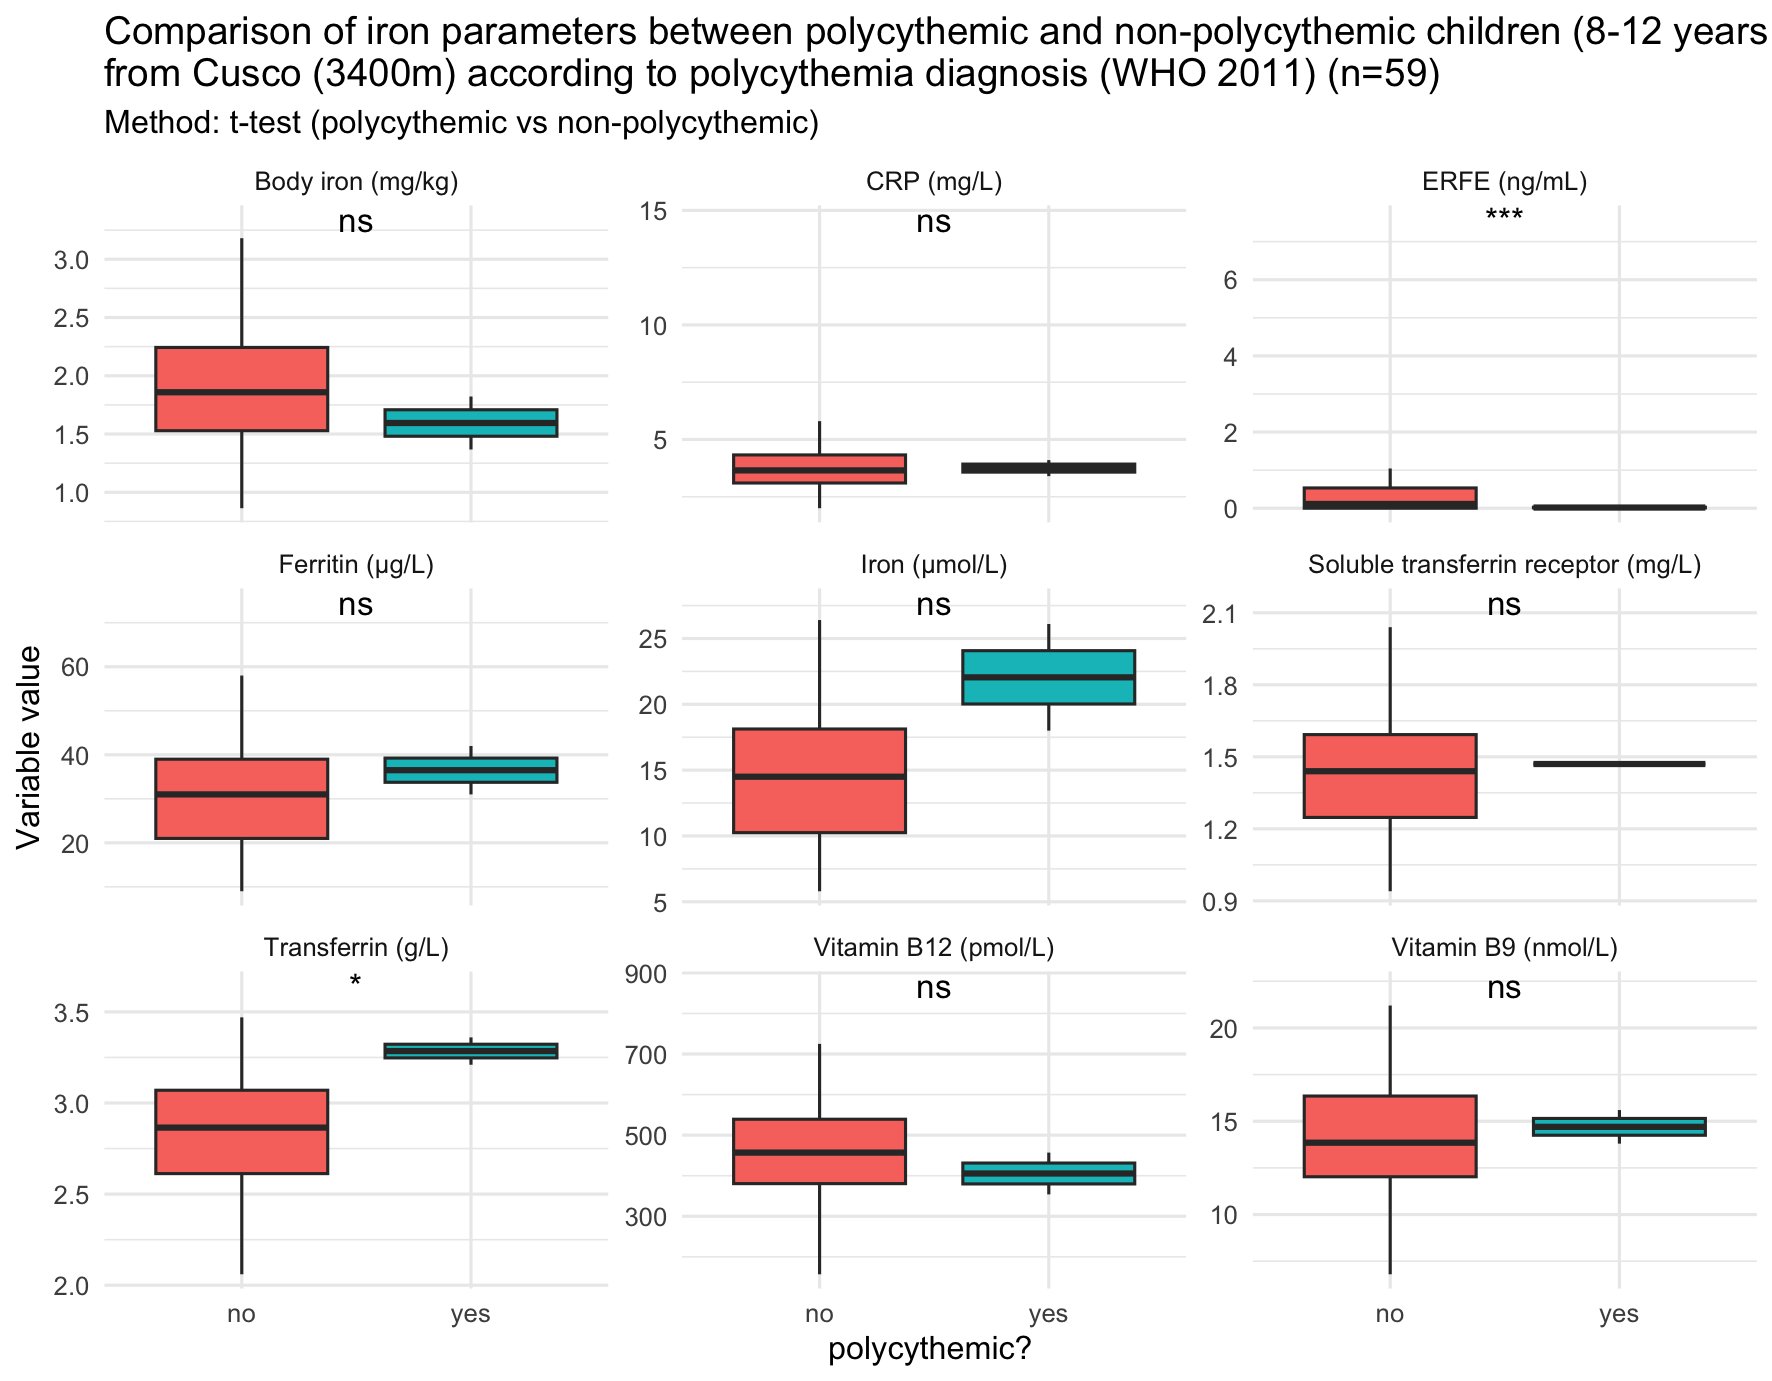 Comparison of iron parameters between polycythemic and non-polycythemic children (8-12 years
from Cusco (3400m) according to polycythemia diagnosis (WHO 2011) (n=59)
Method: t-test (polycythemic vs non-polycythemic)
Body iron (mg/kg)
ns
3.0
2.5
2.0
1.5
1.0
CRP (mg/L)
ns
15
10
5
ERFE (ng/mL)
***
6
4
2
0
Ferritin (µg/L)
ns
60
40
20
Iron (µmol/L)
ns
25
20
15
10
5
Soluble transferrin receptor (mg/L)
ns
2.1
1.8
1.5
1.2
0.9
Transferrin (g/L)
*
3.5
3.0
2.5
2.0
Vitamin B12 (pmol/L)
ns
900
700
500
300
Vitamin B9 (nmol/L)
ns
20
15
10
no yes
no yes
no yes
polycythemic?
Variable value